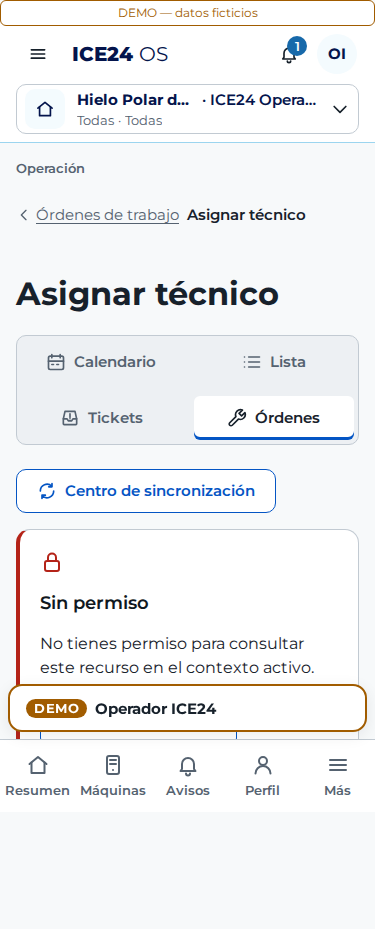 DEMO — datos ficticios
ICE24 OS
1
OI
Hielo Polar d... · ICE24 Opera...
Todas · Todas
Operación
Órdenes de trabajo Asignar técnico
Asignar técnico
Calendario
Lista
Tickets
Órdenes
Centro de sincronización
Sin permiso
No tienes permiso para consultar
este recurso en el contexto activo.
DEMO Operador ICE24
Resumen
Máquinas
Avisos
Perfil
Más